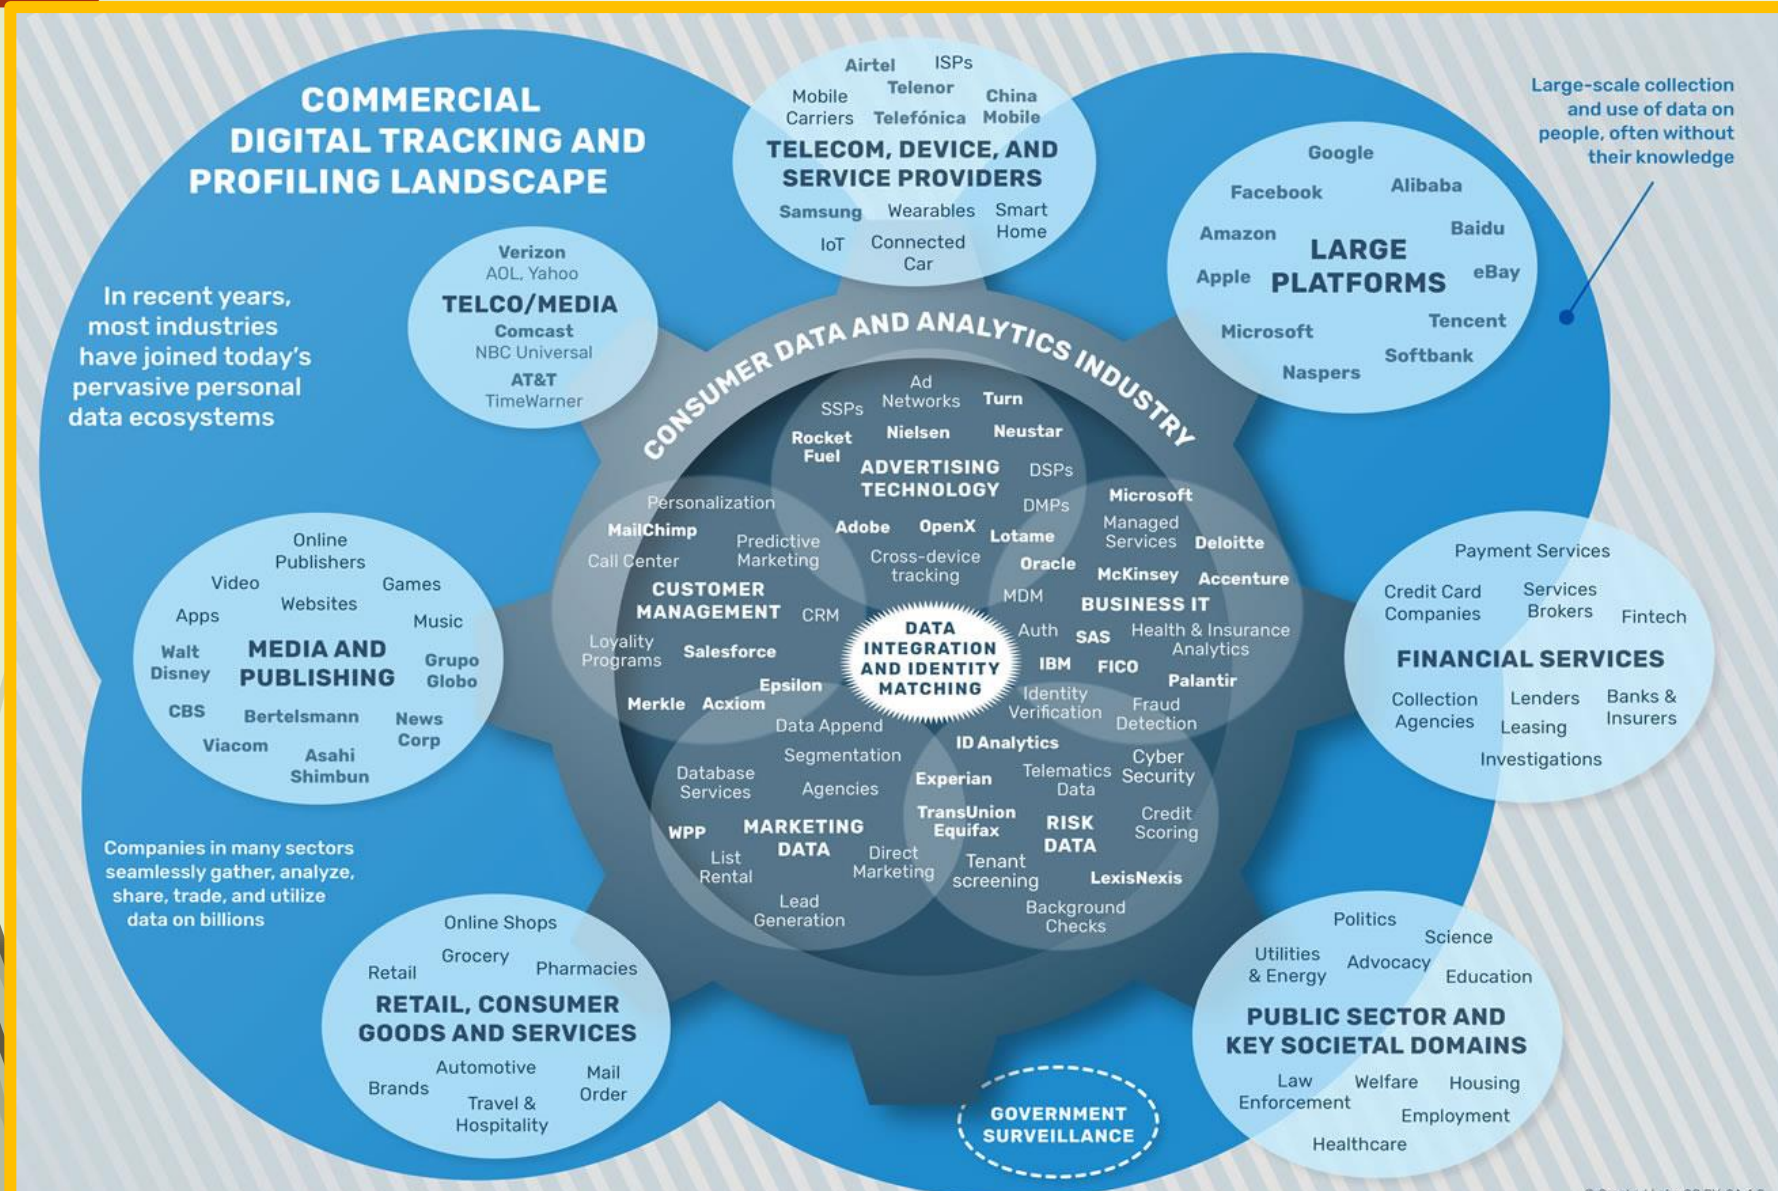 COMMERCIAL
DIGITAL TRACKING AND
PROFILING LANDSCAPE
In recent years,
most industries
have joined today's
pervasive personal
data ecosystems
Companies in many sectors
seamlessly gather, analyze,
share, trade, and utilize
data on billions
Large-scale collection
and use of data on
people, often without
their knowledge
Airtel
ISPs
Mobile
Carriers
Telenor
Telefónica
China
Mobile
TELECOM, DEVICE, AND
SERVICE PROVIDERS
Samsung
Wearables
Smart
Home
IoT
Connected
Car
Google
Facebook
Alibaba
Amazon
Baidu
LARGE
PLATFORMS
Apple
eBay
Microsoft
Tencent
Softbank
Naspers
Verizon
AOL, Yahoo
TELCO/MEDIA
Comcast
NBC Universal
AT&T
TimeWarner
Online
Publishers
Video
Games
Apps
Websites
Music
MEDIA AND
PUBLISHING
Walt
Disney
Grupo
Globo
CBS
Bertelsmann
News
Corp
Viacom
Asahi
Shimbun
Online Shops
Grocery
Retail
Pharmacies
RETAIL, CONSUMER
GOODS AND SERVICES
Automotive
Brands
Mail
Order
Travel &
Hospitality
CONSUMER DATA AND ANALYTICS INDUSTRY
Ad
Networks
SSPs
Turn
Rocket
Fuel
Nielsen
Neustar
ADVERTISING
TECHNOLOGY
DSPs
DMPs
Adobe
OpenX
Lotame
Cross-device
tracking
Oracle
Personalization
MailChimp
Predictive
Marketing
Call Center
CUSTOMER
MANAGEMENT
CRM
Loyality
Programs
Salesforce
Epsilon
Merkle
Acxiom
Microsoft
Managed
Services
Deloitte
McKinsey
Accenture
MDM
BUSINESS IT
Auth
SAS
Health & Insurance
Analytics
IBM
FICO
Palantir
Identity
Verification
Fraud
Detection
DATA
INTEGRATION
AND IDENTITY
MATCHING
Data Append
Segmentation
Database
Services
Agencies
WPP
MARKETING
DATA
List
Rental
Direct
Marketing
Lead
Generation
ID Analytics
Experian
Telematics
Data
Cyber
Security
TransUnion
Equifax
RISK
DATA
Credit
Scoring
Tenant
screening
LexisNexis
Background
Checks
Payment Services
Credit Card
Companies
Services
Brokers
Fintech
FINANCIAL SERVICES
Collection
Agencies
Lenders
Banks &
Insurers
Leasing
Investigations
Politics
Science
Utilities
& Energy
Advocacy
Education
PUBLIC SECTOR AND
KEY SOCIETAL DOMAINS
Law
Enforcement
Welfare
Housing
Employment
Healthcare
GOVERNMENT
SURVEILLANCE